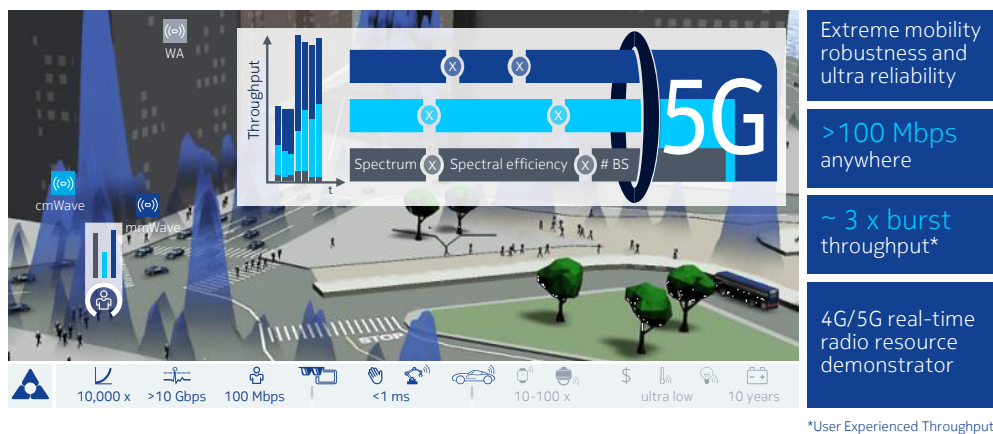 WA
Throughput
t
X
X
X
X
Spectrum X Spectral efficiency X # BS
5G
cmWave
mmWave
STOP
10,000 x
>10 Gbps
100 Mbps
<1 ms
10-100 x
$
ultra low
10 years
Extreme mobility
robustness and
ultra reliability
>100 Mbps
anywhere
~ 3 x burst
throughput*
4G/5G real-time
radio resource
demonstrator
*User Experienced Throughput